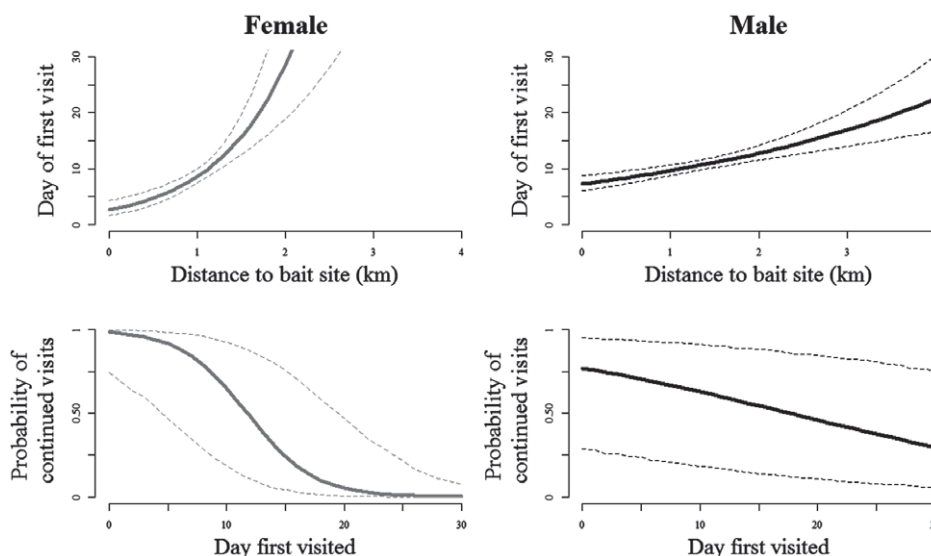 Female
Male
Day of first visit
30
20
10
0
0 1 2 3 4
Distance to bait site (km)
Day of first visit
30
20
10
0
0 1 2 3
Distance to bait site (km)
Probability of
continued visits
1
0.50
0
0 10 20 30
Day first visited
Probability of
continued visits
1
0.50
0
0 10 20 3
Day first visited